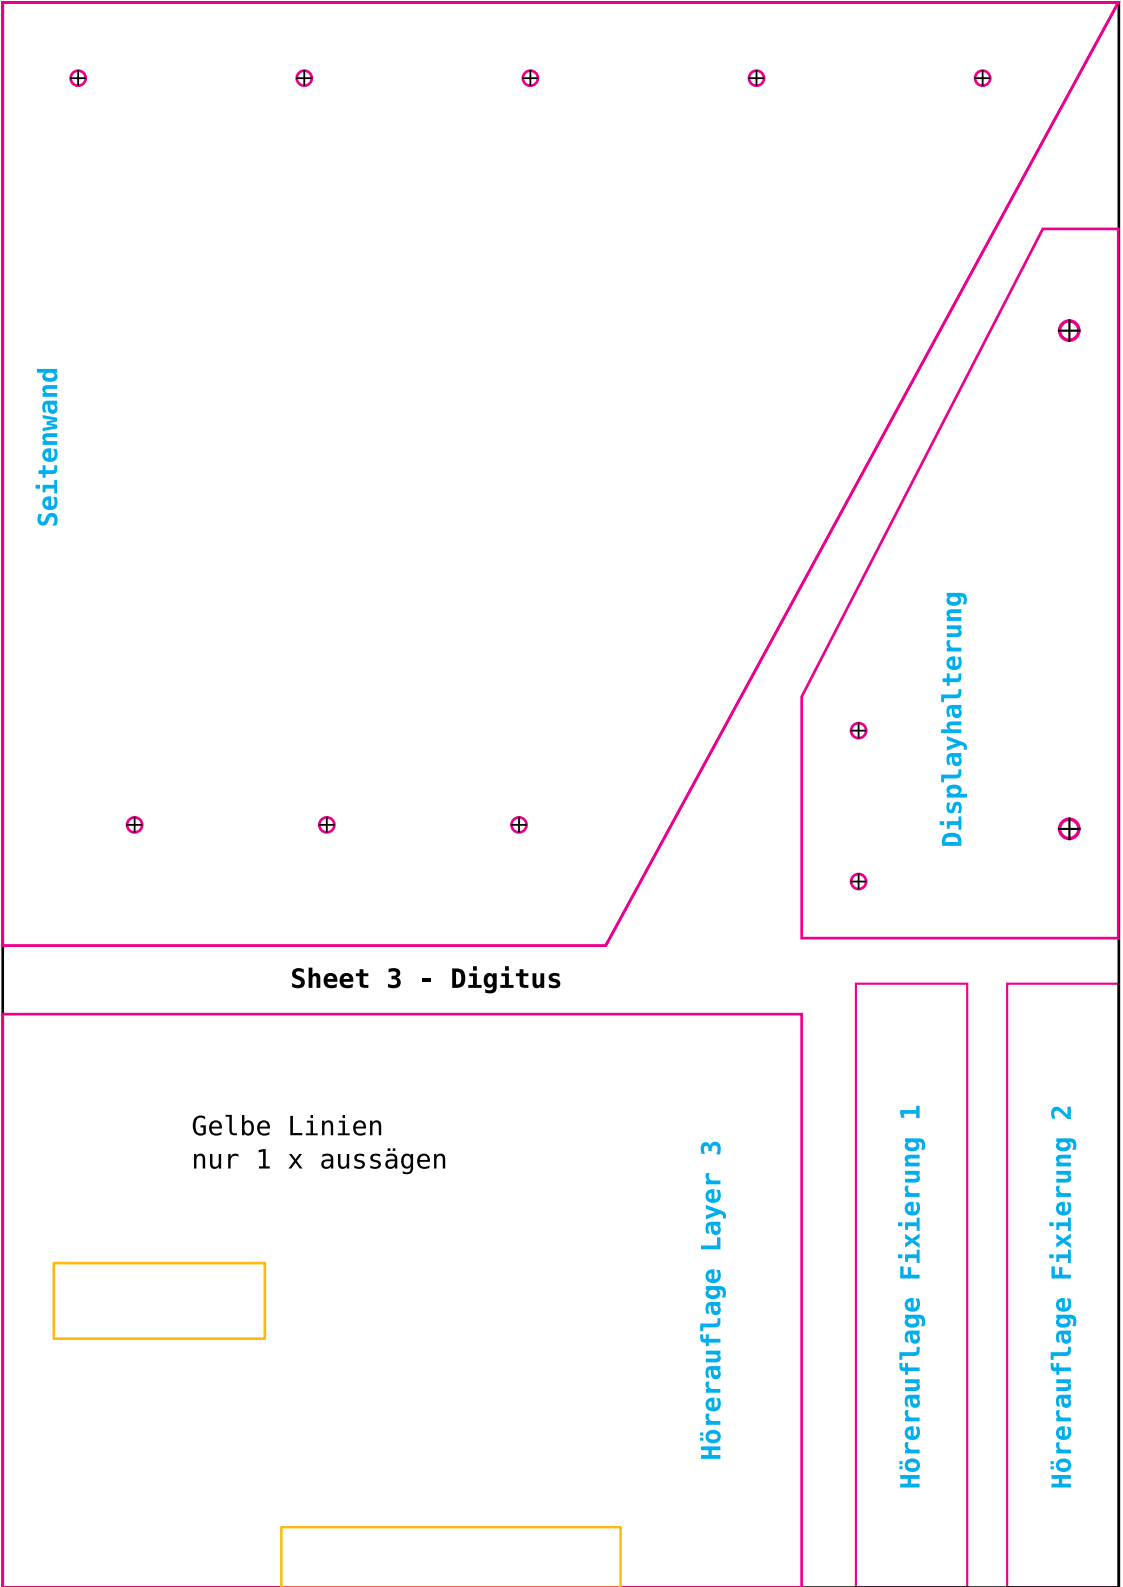 Seitenwand
Displayhalterung
Sheet 3 - Digitus
Gelbe Linien
nur 1 x aussägen
Hörerauflage Layer 3
Hörerauflage Fixierung 1
Hörerauflage Fixierung 2